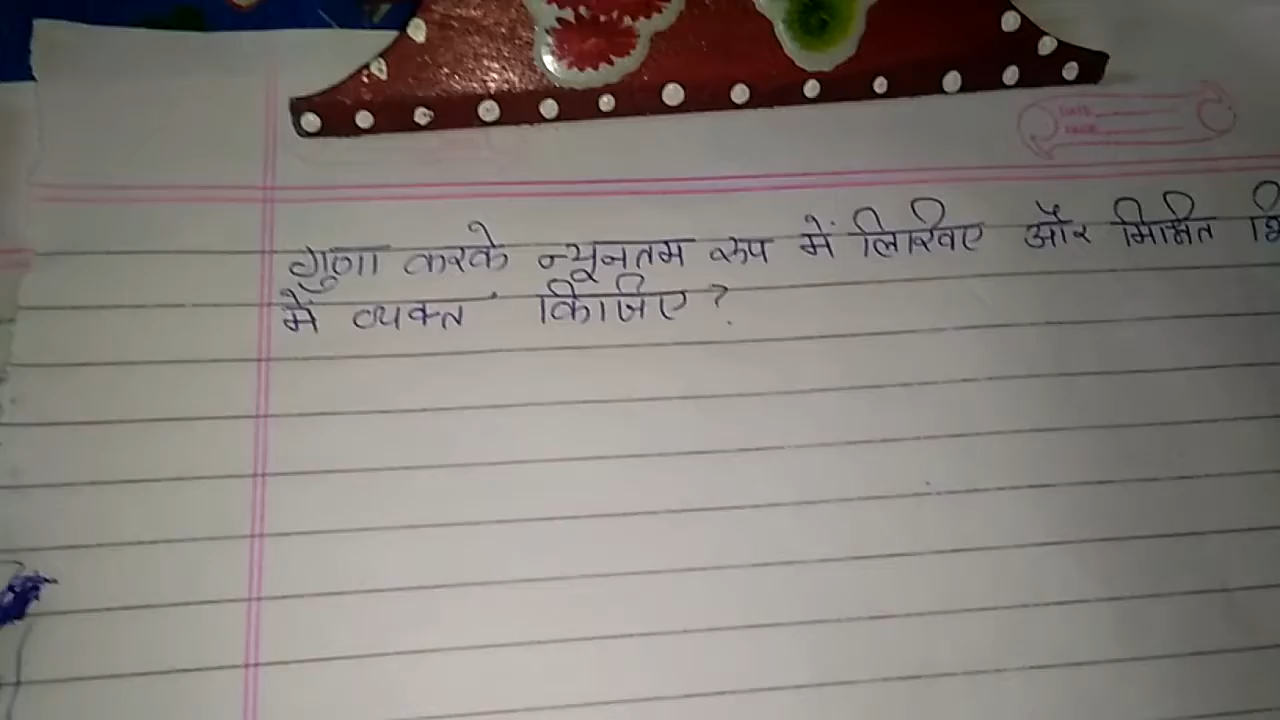 गुणा करके न्यूनतम रूप में लिखिए और मिश्रित
में व्यक्त किजिए?